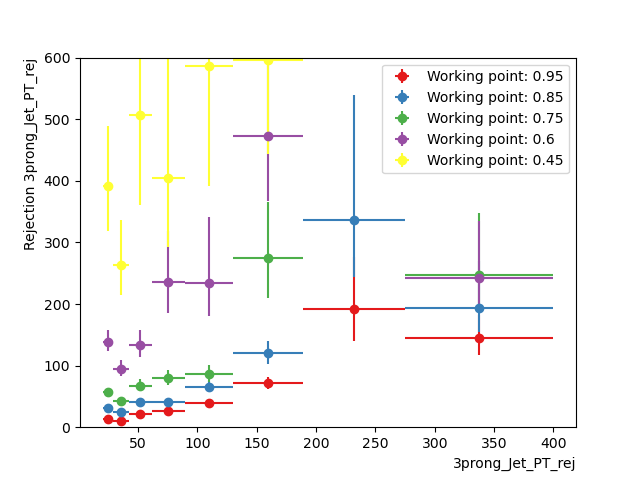 Rejection 3prong_Jet_PT_rej
600
500
400
300
200
100
0
Working point: 0.95
Working point: 0.85
Working point: 0.75
Working point: 0.6
Working point: 0.45
50
100
150
200
250
300
350
400
3prong_Jet_PT_rej